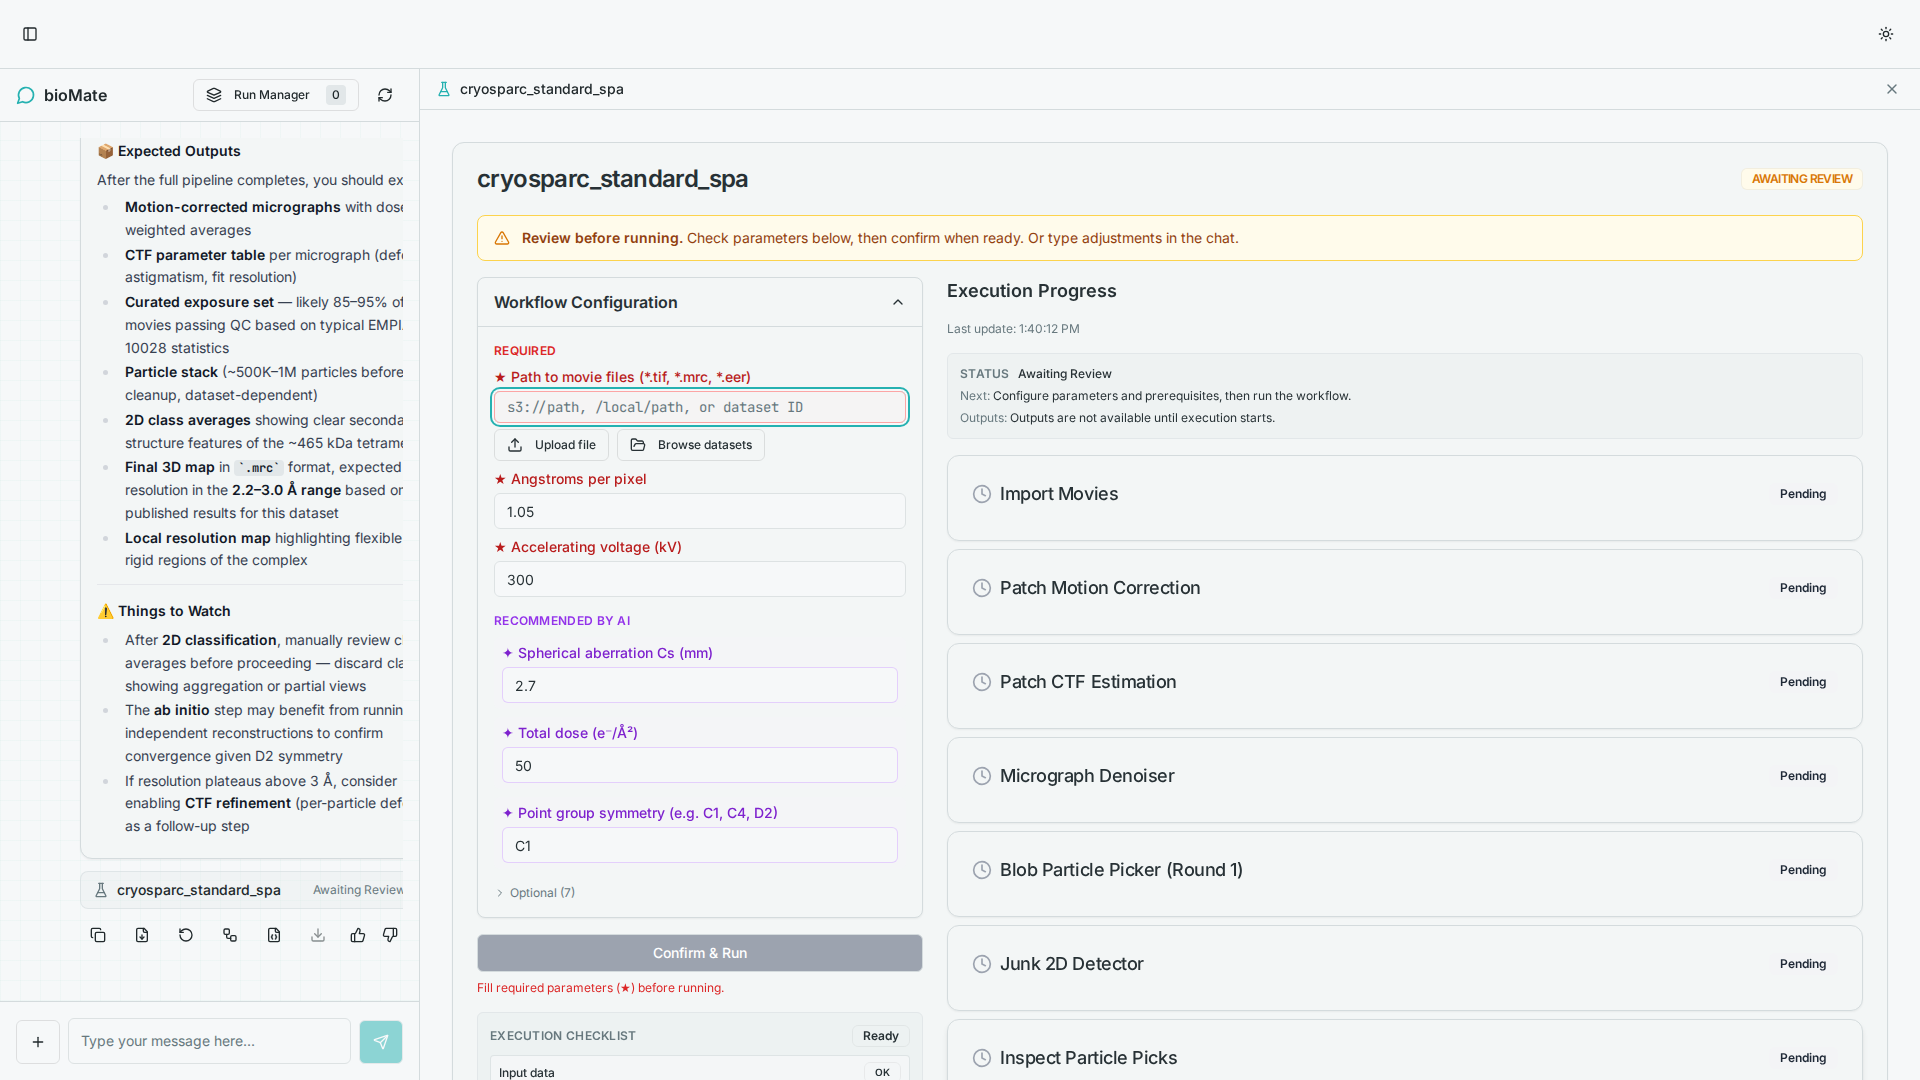 bioMate
Run Manager 0
cryosparc_standard_spa
📦 Expected Outputs
After the full pipeline completes, you should ex
Motion-corrected micrographs with dose
weighted averages
CTF parameter table per micrograph (defo
astigmatism, fit resolution)
Curated exposure set — likely 85–95% of
movies passing QC based on typical EMPI
10028 statistics
Particle stack (~500K–1M particles before
cleanup, dataset-dependent)
2D class averages showing clear seconda
structure features of the ~465 kDa tetrame
Final 3D map in `.mrc` format, expected
resolution in the 2.2–3.0 Å range based on
published results for this dataset
Local resolution map highlighting flexible
rigid regions of the complex
⚠️ Things to Watch
After 2D classification, manually review c
averages before proceeding — discard cla
showing aggregation or partial views
The ab initio step may benefit from runnin
independent reconstructions to confirm
convergence given D2 symmetry
If resolution plateaus above 3 Å, consider
enabling CTF refinement (per-particle def
as a follow-up step
cryosparc_standard_spa Awaiting Review
Type your message here...
cryosparc_standard_spa
AWAITING REVIEW
Review before running. Check parameters below, then confirm when ready. Or type adjustments in the chat.
Workflow Configuration
REQUIRED
★ Path to movie files (*.tif, *.mrc, *.eer)
s3://path, /local/path, or dataset ID
Upload file Browse datasets
★ Angstroms per pixel
1.05
★ Accelerating voltage (kV)
300
RECOMMENDED BY AI
✦ Spherical aberration Cs (mm)
2.7
✦ Total dose (e⁻/Å²)
50
✦ Point group symmetry (e.g. C1, C4, D2)
C1
Optional (7)
Confirm & Run
Fill required parameters (★) before running.
EXECUTION CHECKLIST Ready
Input data OK
Execution Progress
Last update: 1:40:12 PM
STATUS Awaiting Review
Next: Configure parameters and prerequisites, then run the workflow.
Outputs: Outputs are not available until execution starts.
Import Movies Pending
Patch Motion Correction Pending
Patch CTF Estimation Pending
Micrograph Denoiser Pending
Blob Particle Picker (Round 1) Pending
Junk 2D Detector Pending
Inspect Particle Picks Pending